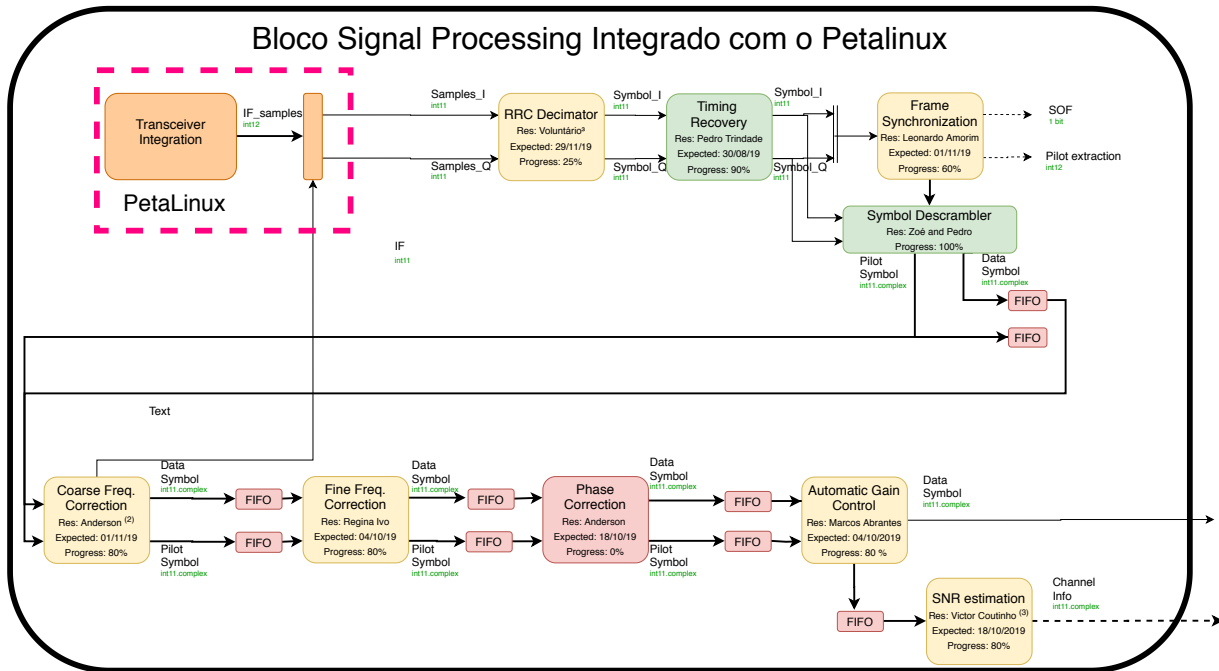 Bloco Signal Processing Integrado com o Petalinux
Transceiver
Integration
IF_samples
int12
PetaLinux
Samples_I
int11
Samples_Q
int11
IF
int11
RRC Decimator
Res: Voluntário³
Expected: 29/11/19
Progress: 25%
Symbol_I
int11
Symbol_Q
int11
Timing
Recovery
Res: Pedro Trindade
Expected: 30/08/19
Progress: 90%
Symbol_I
int11
Symbol_Q
int11
Frame
Synchronization
Res: Leonardo Amorim
Expected: 01/11/19
Progress: 60%
SOF
1 bit
Pilot extraction
int12
Symbol Descrambler
Res: Zoé and Pedro
Progress: 100%
Pilot
Symbol
int11.complex
Data
Symbol
int11.complex
FIFO
FIFO
Text
Coarse Freq.
Correction
Res: Anderson (2)
Expected: 01/11/19
Progress: 80%
Data
Symbol
int11.complex
FIFO
Pilot
Symbol
int11.complex
FIFO
Fine Freq.
Correction
Res: Regina Ivo
Expected: 04/10/19
Progress: 80%
Data
Symbol
int11.complex
FIFO
Pilot
Symbol
int11.complex
FIFO
Phase
Correction
Res: Anderson
Expected: 18/10/19
Progress: 0%
Data
Symbol
int11.complex
FIFO
Pilot
Symbol
int11.complex
FIFO
Automatic Gain
Control
Res: Marcos Abrantes
Expected: 04/10/2019
Progress: 80 %
Data
Symbol
int11.complex
FIFO
SNR estimation
Res: Victor Coutinho (3)
Expected: 18/10/2019
Progress: 80%
Channel
Info
int11.complex